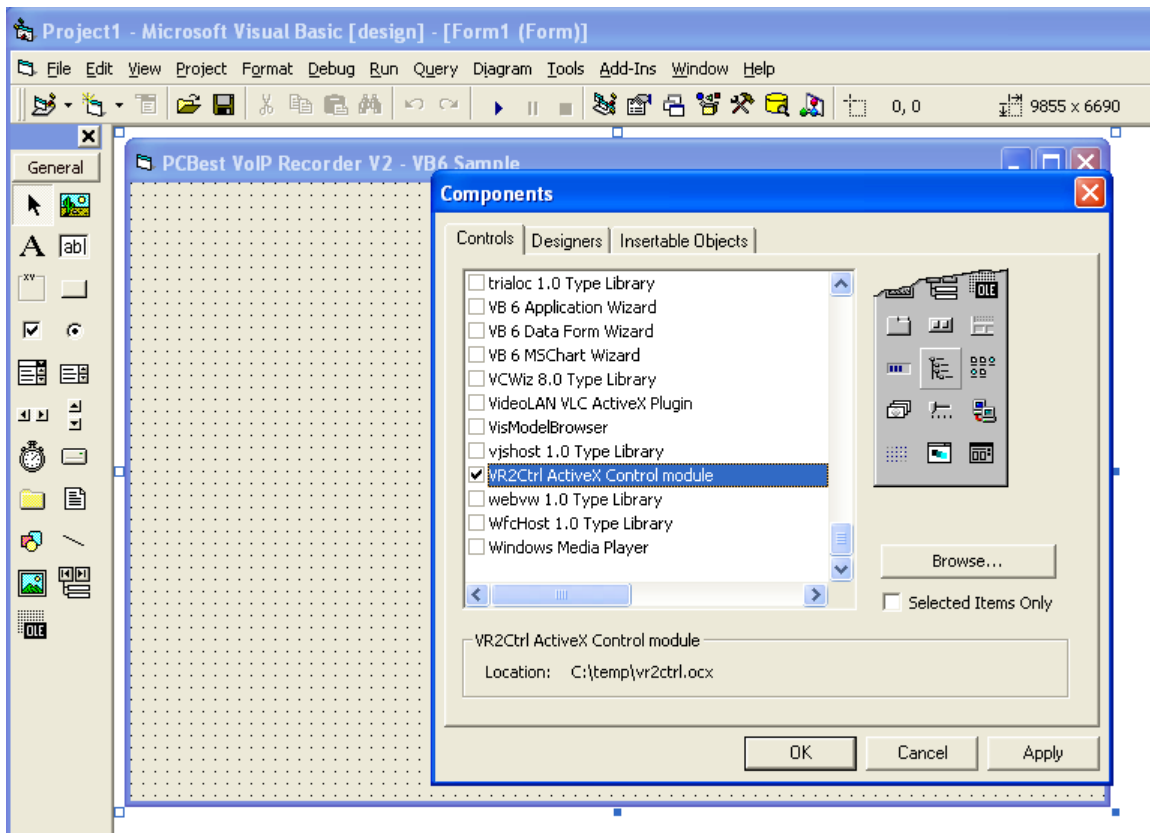 Project1 - Microsoft Visual Basic [design] - [Form1 (Form)]
File Edit View Project Format Debug Run Query Diagram Tools Add-Ins Window Help
0, 0 9855 x 6690
General
PCBest VoIP Recorder V2 - VB6 Sample
Components
Controls Designers Insertable Objects
trialoc 1.0 Type Library
VB 6 Application Wizard
VB 6 Data Form Wizard
VB 6 MSChart Wizard
VCWiz 8.0 Type Library
VideoLAN VLC ActiveX Plugin
VisModelBrowser
vjshost 1.0 Type Library
VR2Ctrl ActiveX Control module
webvw 1.0 Type Library
WfcHost 1.0 Type Library
Windows Media Player
Browse...
Selected Items Only
VR2Ctrl ActiveX Control module
Location: C:\temp\vr2ctrl.ocx
OK Cancel Apply
A ab
XY
OLE
OLE